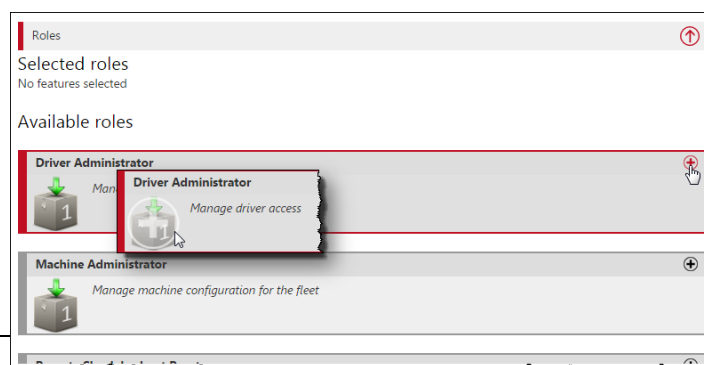 Roles
Selected roles
No features selected
Available roles
Driver Administrator
Driver Administrator
Manage driver access
1
Machine Administrator
Manage machine configuration for the fleet
1